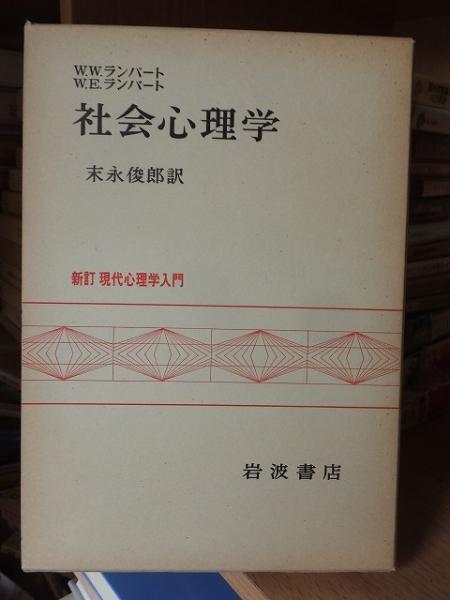 W.W.ランバート
W.E.ランバート
社会心理学
末永俊郎訳
新訂 現代心理学入門
岩波書店